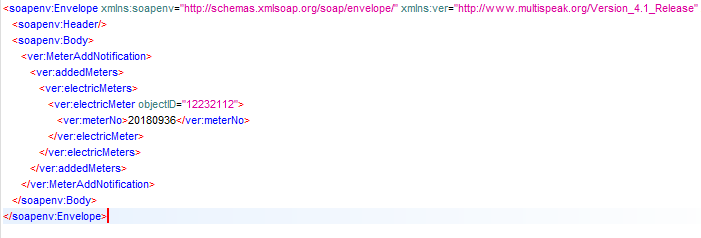 <soapenv:Envelope xmlns:soapenv="http://schemas.xmlsoap.org/soap/envelope/" xmlns:ver="http://www.multispeak.org/Version_4.1_Release"
<soapenv:Header/>
<soapenv:Body>
<ver:MeterAddNotification>
<ver:addedMeters>
<ver:electricMeters>
<ver:electricMeter objectID="12232112">
<ver:meterNo>20180936</ver:meterNo>
</ver:electricMeter>
</ver:electricMeters>
</ver:addedMeters>
</ver:MeterAddNotification>
</soapenv:Body>
</soapenv:Envelope>